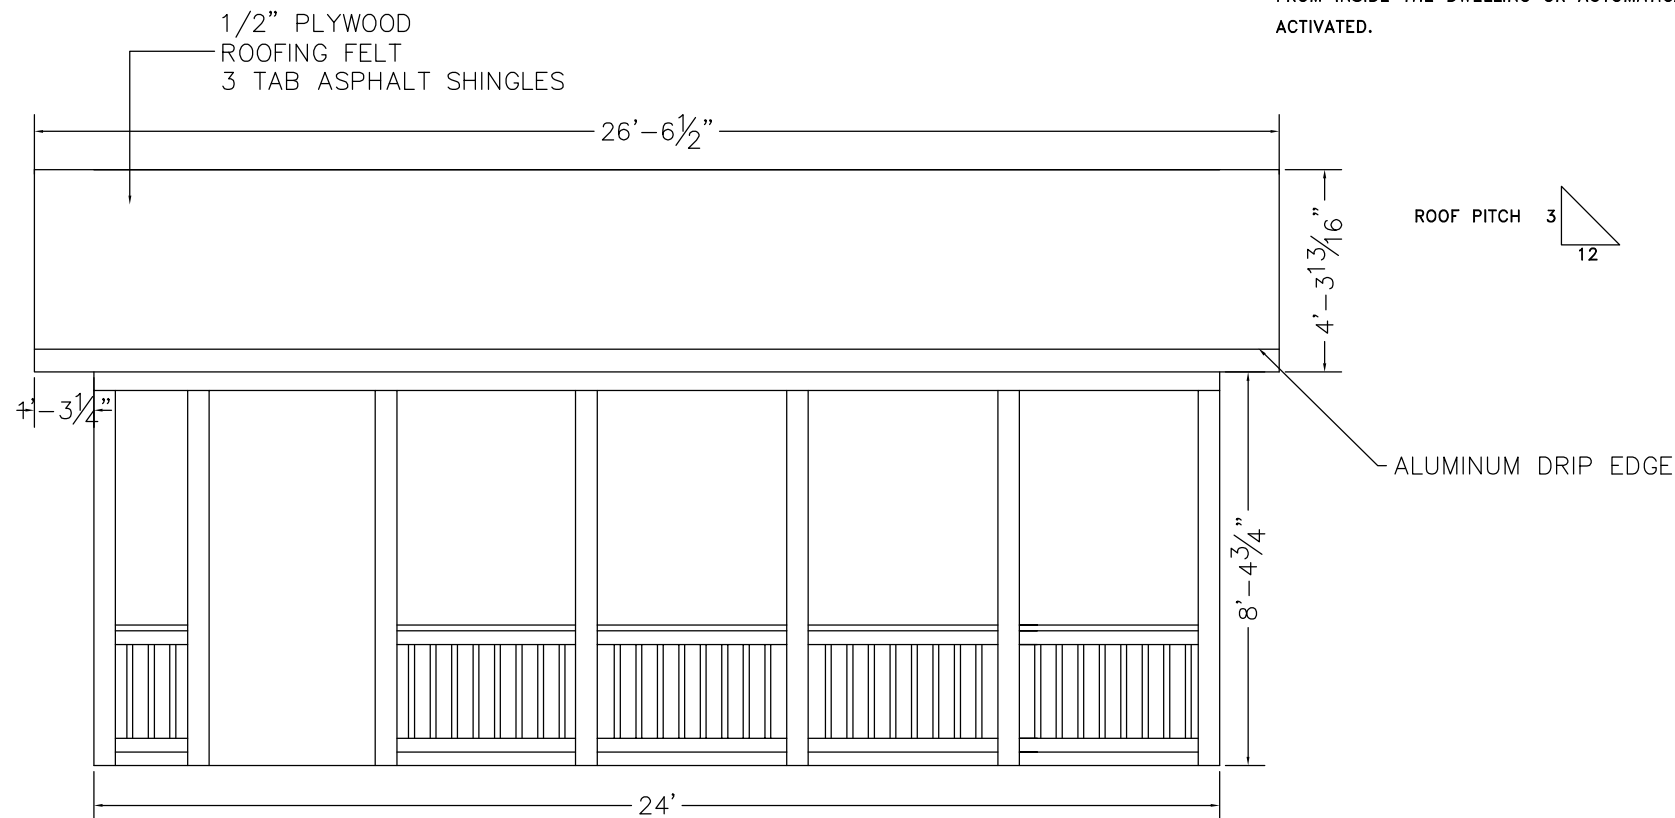 ACTIVATED.
1/2" PLYWOOD
ROOFING FELT
3 TAB ASPHALT SHINGLES
26'-6½"
4'-3 13/16"
ROOF PITCH 3
12
1'-3¼"
ALUMINUM DRIP EDGE
8'-4¾"
24'